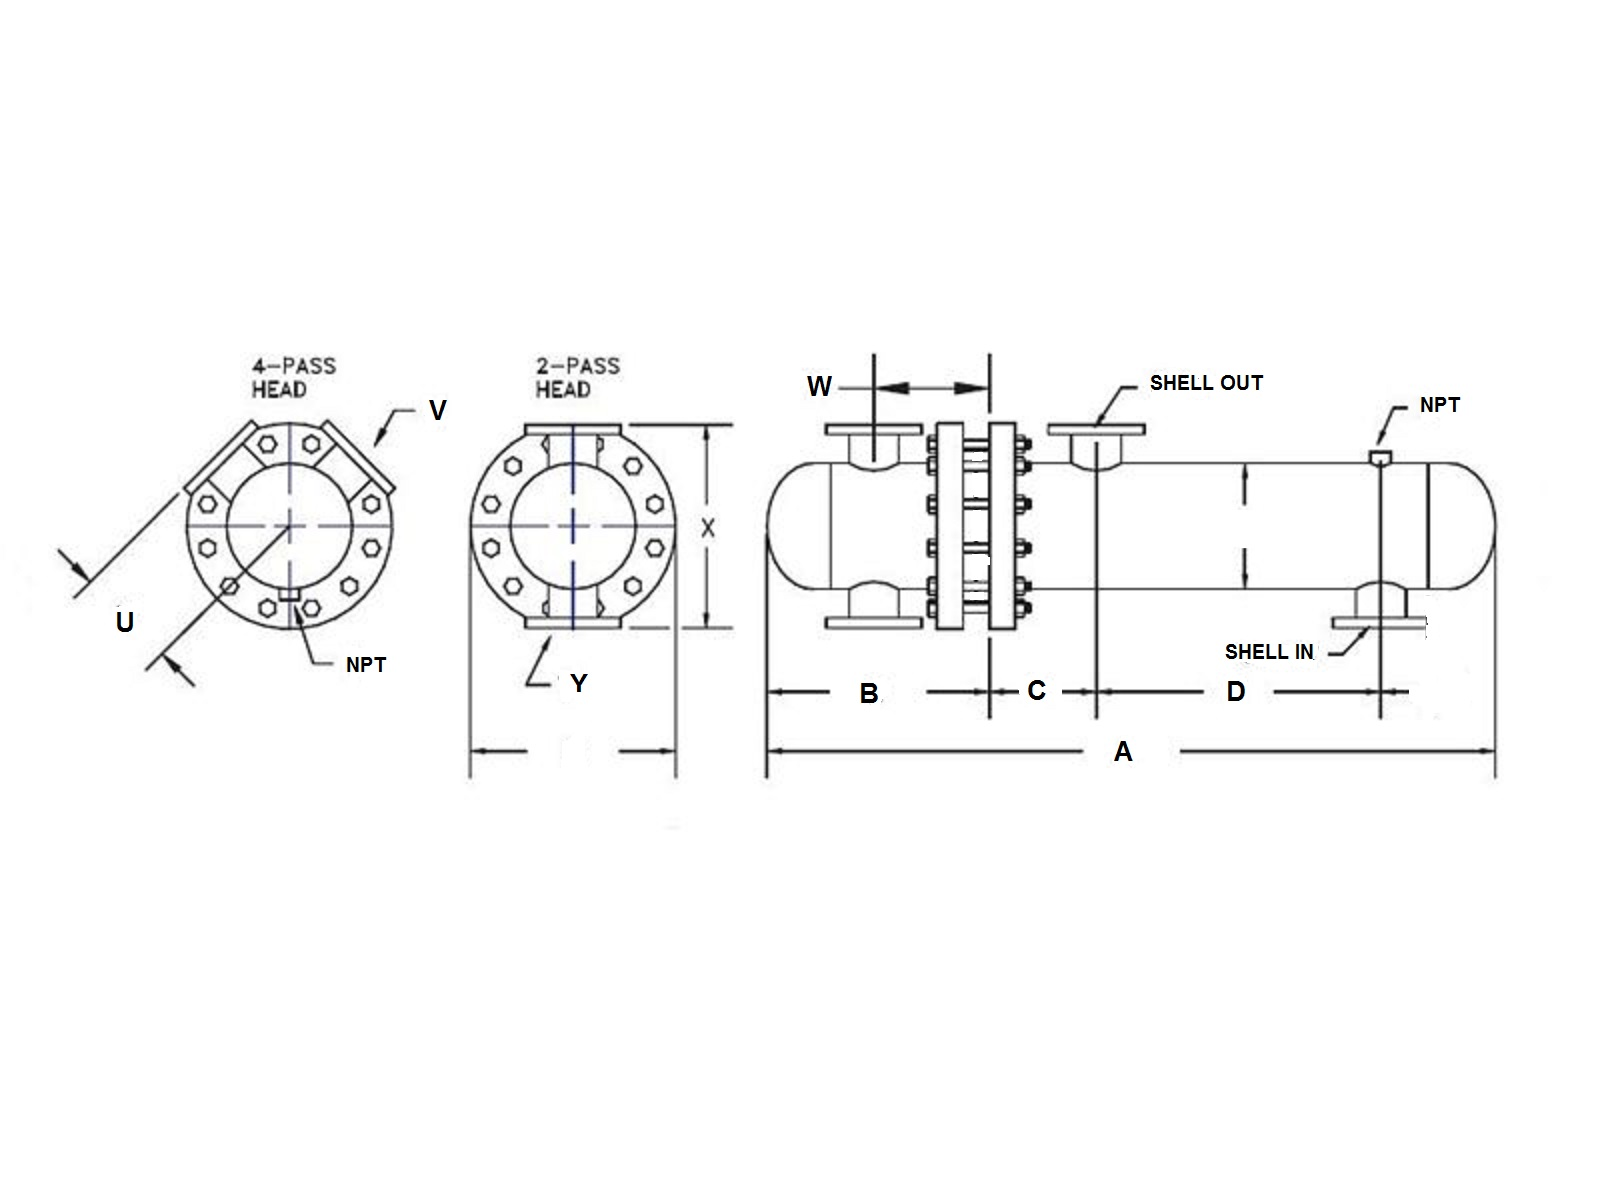 4-PASS
HEAD
V
U
NPT
2-PASS
HEAD
X
Y
W
SHELL OUT
NPT
SHELL IN
B
C
D
A